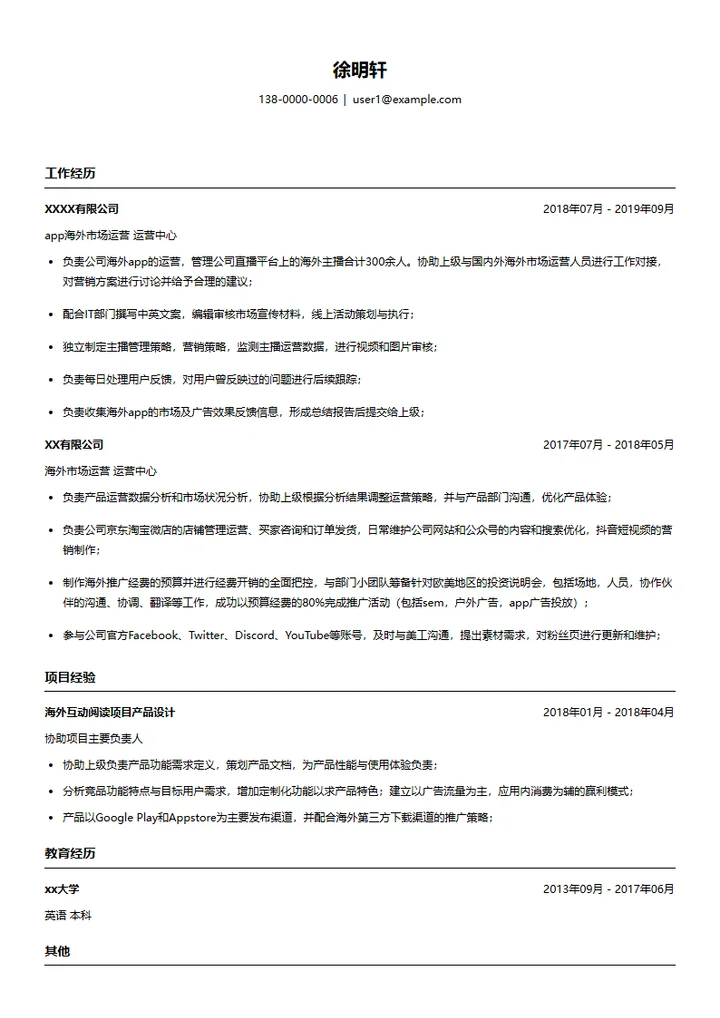 徐明轩
138-0000-0006 | user1@example.com
工作经历
XXXX有限公司 2018年07月 - 2019年09月
app海外市场运营 运营中心
• 负责公司海外app的运营，管理公司直播平台上的海外主播合计300余人。协助上级与国内外海外市场运营人员进行工作对接，
对营销方案进行讨论并给予合理的建议；
• 配合IT部门撰写中英文案，编辑审核市场宣传材料，线上活动策划与执行；
• 独立制定主播管理策略，营销策略，监测主播运营数据，进行视频和图片审核；
• 负责每日处理用户反馈，对用户曾反映过的问题进行后续跟踪；
• 负责收集海外app的市场及广告效果反馈信息，形成总结报告后提交给上级；
XX有限公司 2017年07月 - 2018年05月
海外市场运营 运营中心
• 负责产品运营数据分析和市场状况分析，协助上级根据分析结果调整运营策略，并与产品部门沟通，优化产品体验；
• 负责公司京东淘宝微店的店铺管理运营、买家咨询和订单发货，日常维护公司网站和公众号的内容和搜索优化，抖音短视频的营
销制作；
• 制作海外推广经费的预算并进行经费开销的全面把控，与部门小团队筹备针对欧美地区的投资说明会，包括场地，人员，协作伙
伴的沟通、协调、翻译等工作，成功以预算经费的80%完成推广活动（包括sem，户外广告，app广告投放）；
• 参与公司官方Facebook、Twitter、Discord、YouTube等账号，及时与美工沟通，提出素材需求，对粉丝页进行更新和维护；
项目经验
海外互动阅读项目产品设计 2018年01月 - 2018年04月
协助项目主要负责人
• 协助上级负责产品功能需求定义，策划产品文档，为产品性能与使用体验负责；
• 分析竞品功能特点与目标用户需求，增加定制化功能以求产品特色；建立以广告流量为主，应用内消费为辅的赢利模式；
• 产品以Google Play和Appstore为主要发布渠道，并配合海外第三方下载渠道的推广策略；
教育经历
xx大学 2013年09月 - 2017年06月
英语 本科
其他